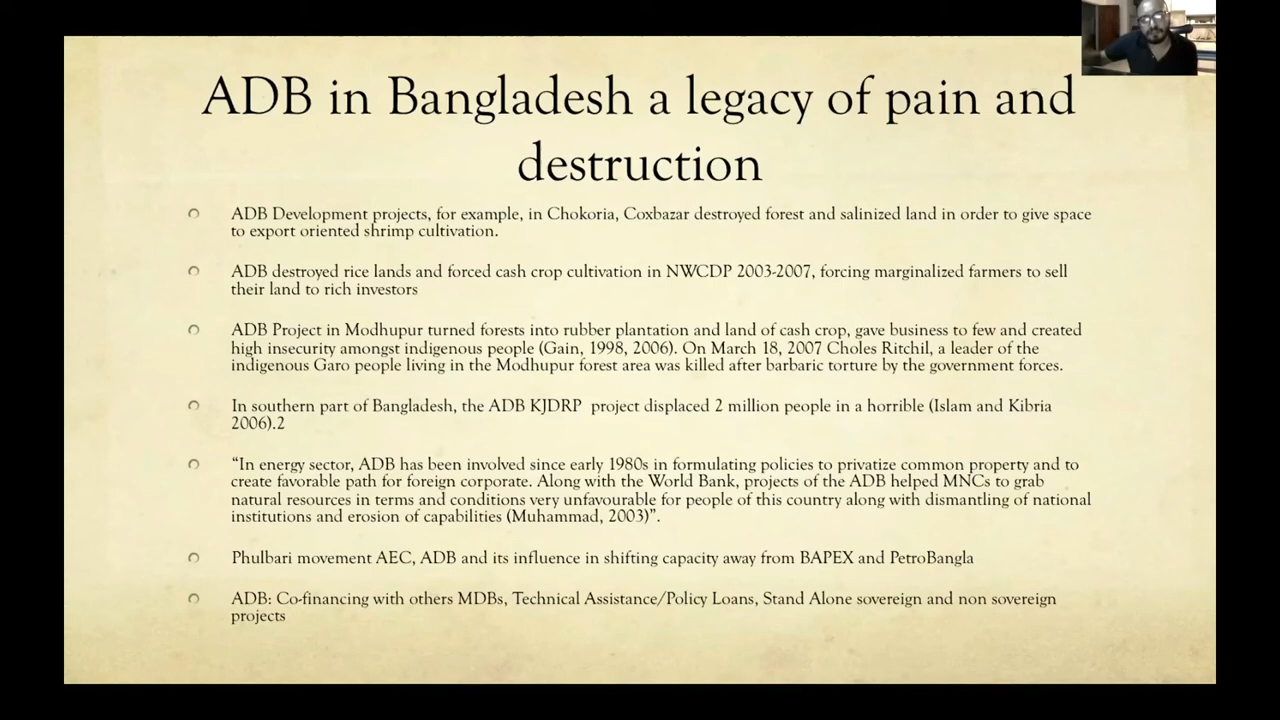 ADB in Bangladesh a legacy of pain and
destruction
ADB Development projects, for example, in Chokoria, Coxbazar destroyed forest and salinized land in order to give space
to export oriented shrimp cultivation.
ADB destroyed rice lands and forced cash crop cultivation in NWCDP 2003-2007, forcing marginalized farmers to sell
their land to rich investors
ADB Project in Modhupur turned forests into rubber plantation and land of cash crop, gave business to few and created
high insecurity amongst indigenous people (Gain, 1998, 2006). On March 18, 2007 Choles Ritchil, a leader of the
indigenous Garo people living in the Modhupur forest area was killed after barbaric torture by the government forces.
In southern part of Bangladesh, the ADB KJDRP project displaced 2 million people in a horrible (Islam and Kibria
2006).2
“In energy sector, ADB has been involved since early 1980s in formulating policies to privatize common property and to
create favorable path for foreign corporate. Along with the World Bank, projects of the ADB helped MNCs to grab
natural resources in terms and conditions very unfavourable for people of this country along with dismantling of national
institutions and erosion of capabilities (Muhammad, 2003)”.
Phulbari movement AEC, ADB and its influence in shifting capacity away from BAPEX and PetroBangla
ADB: Co-financing with others MDBs, Technical Assistance/Policy Loans, Stand Alone sovereign and non sovereign
projects